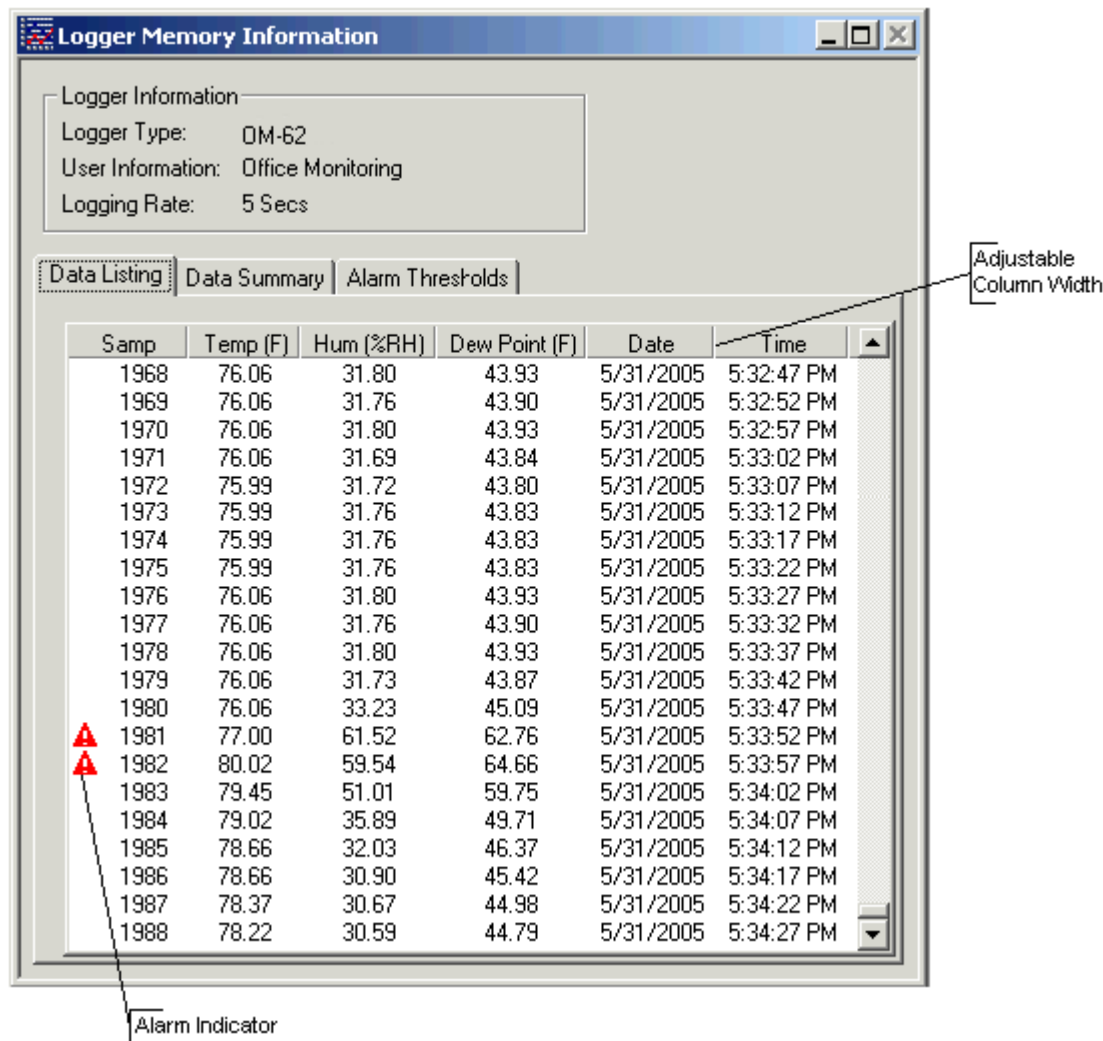 Logger Memory Information
Logger Information
Logger Type: OM-62
User Information: Office Monitoring
Logging Rate: 5 Secs
Data Listing Data Summary Alarm Thresholds
Adjustable
Column Width
Samp Temp (F) Hum (%RH) Dew Point (F) Date Time
1968 76.06 31.80 43.93 5/31/2005 5:32:47 PM
1969 76.06 31.76 43.90 5/31/2005 5:32:52 PM
1970 76.06 31.80 43.93 5/31/2005 5:32:57 PM
1971 76.06 31.69 43.84 5/31/2005 5:33:02 PM
1972 75.99 31.72 43.80 5/31/2005 5:33:07 PM
1973 75.99 31.76 43.83 5/31/2005 5:33:12 PM
1974 75.99 31.76 43.83 5/31/2005 5:33:17 PM
1975 75.99 31.76 43.83 5/31/2005 5:33:22 PM
1976 76.06 31.80 43.93 5/31/2005 5:33:27 PM
1977 76.06 31.76 43.90 5/31/2005 5:33:32 PM
1978 76.06 31.80 43.93 5/31/2005 5:33:37 PM
1979 76.06 31.73 43.87 5/31/2005 5:33:42 PM
1980 76.06 33.23 45.09 5/31/2005 5:33:47 PM
1981 77.00 61.52 62.76 5/31/2005 5:33:52 PM
1982 80.02 59.54 64.66 5/31/2005 5:33:57 PM
1983 79.45 51.01 59.75 5/31/2005 5:34:02 PM
1984 79.02 35.89 49.71 5/31/2005 5:34:07 PM
1985 78.66 32.03 46.37 5/31/2005 5:34:12 PM
1986 78.66 30.90 45.42 5/31/2005 5:34:17 PM
1987 78.37 30.67 44.98 5/31/2005 5:34:22 PM
1988 78.22 30.59 44.79 5/31/2005 5:34:27 PM
Alarm Indicator